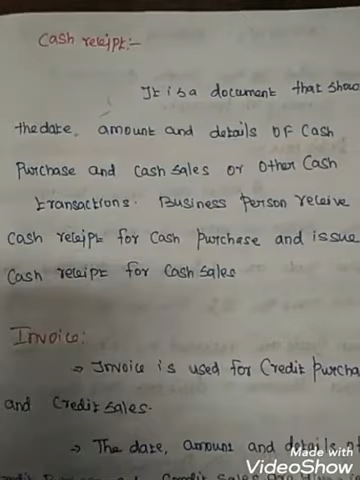 Cash receipt:-
It is a document that show
the date, amount and details of cash
Purchase and cash sales or other cash
transactions. Business person receive
cash receipt for cash purchase and issue
cash receipt for cash sales
Invoice:
→ Invoice is used for credit purcha
and credit sales.
→ The date, amount and details of
Made with
VideoShow